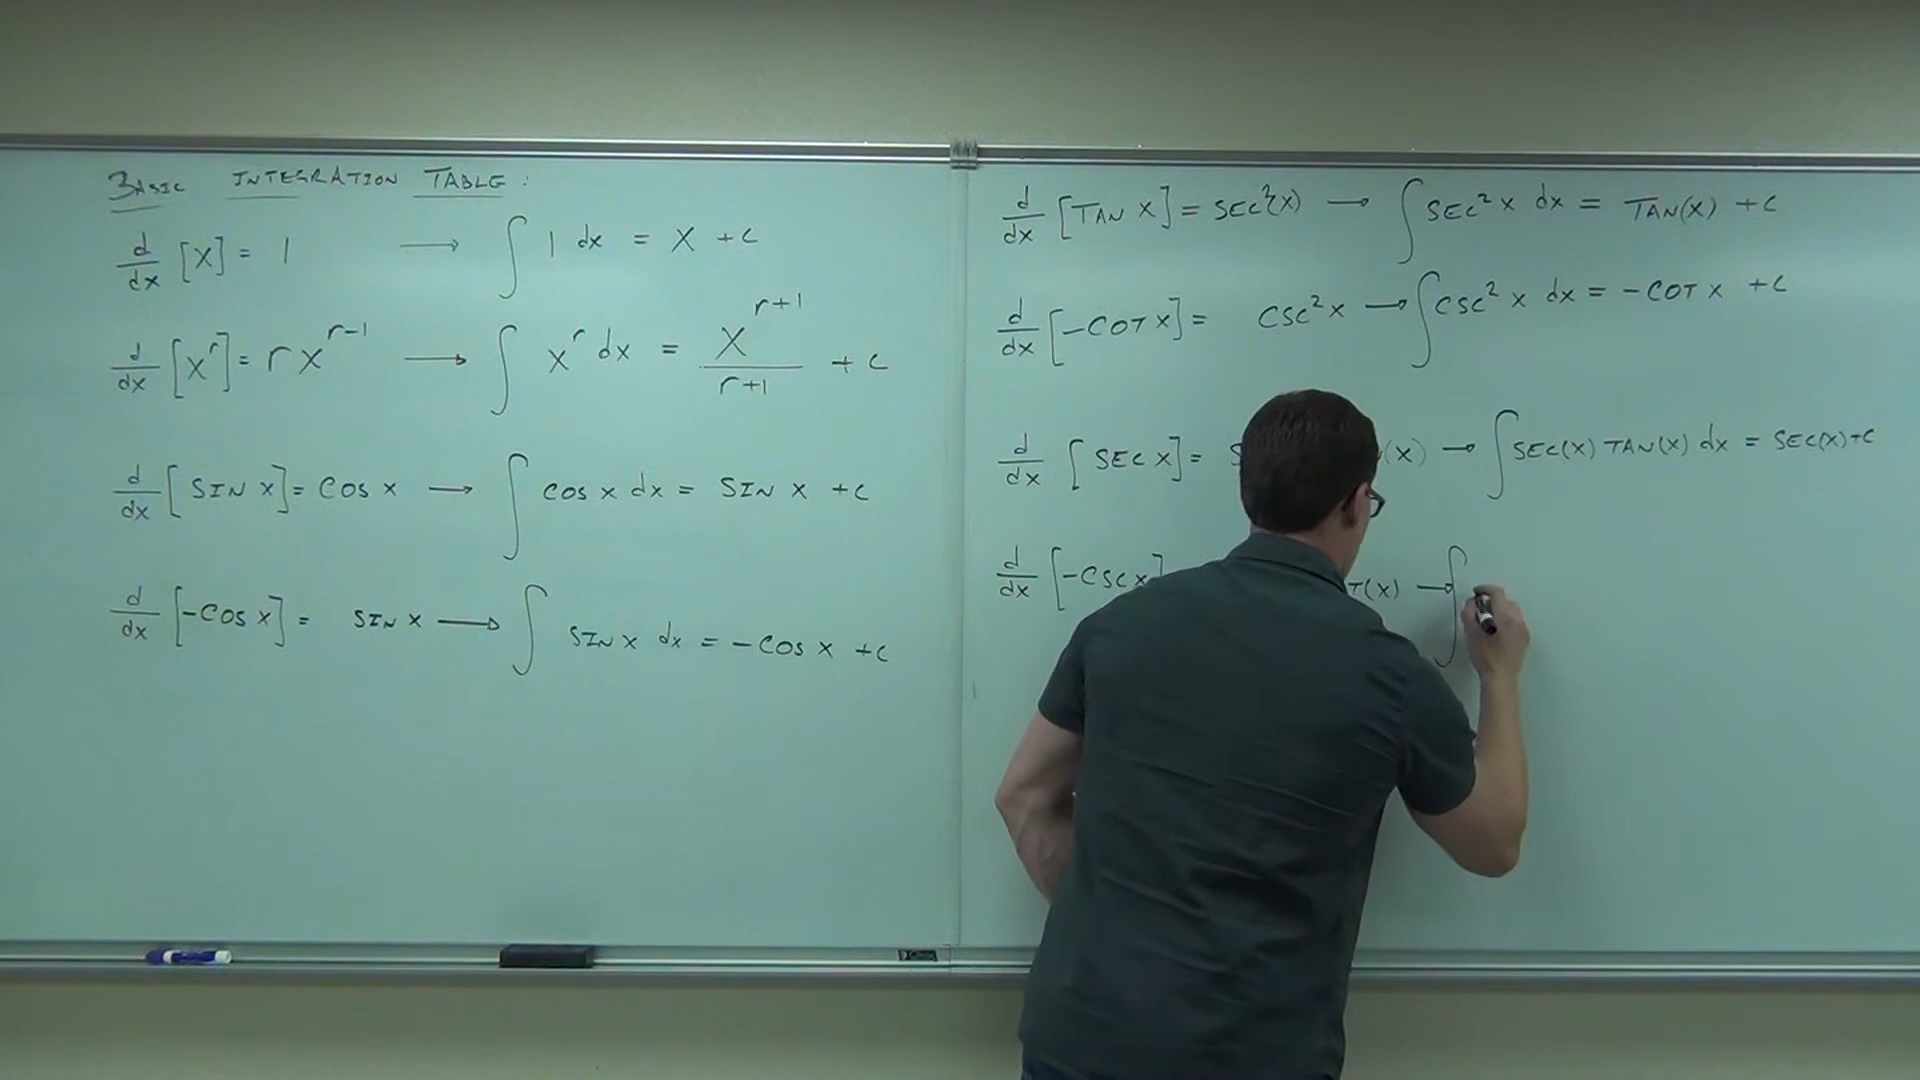 BASIC INTEGRATION TABLE:
d/dx [x] = 1 → ∫ 1 dx = x + c
d/dx [x^r] = r x^(r-1) → ∫ x^r dx = x^(r+1)/(r+1) + c
d/dx [SIN x] = COS x → ∫ COS x dx = SIN x + c
d/dx [-COS x] = SIN x → ∫ SIN x dx = -COS x + c
d/dx [TAN x] = SEC²(x) → ∫ SEC² x dx = TAN(x) + c
d/dx [-COT x] = CSC² x → ∫ CSC² x dx = -COT x + c
d/dx [SEC x] = (x) → ∫ SEC(x) TAN(x) dx = SEC(x) + c
d/dx [-CSC x] T(x) → ∫